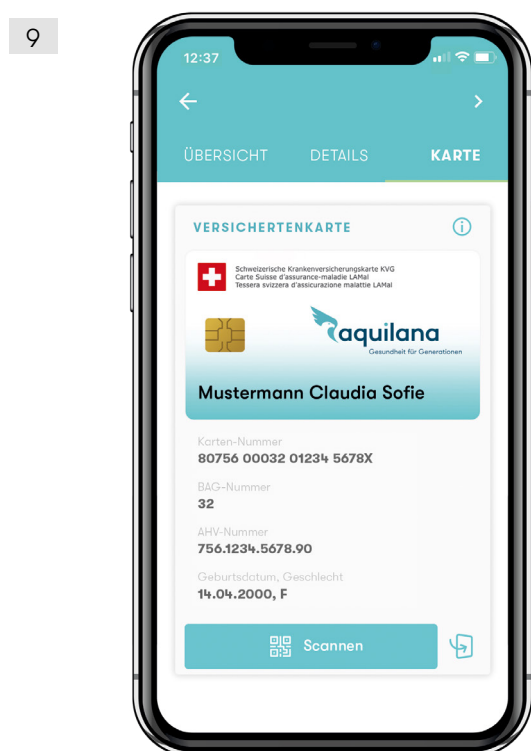 9
12:37
ÜBERSICHT DETAILS KARTE
VERSICHERTENKARTE
Schweizerische Krankenversicherungskarte KVG
Carte Suisse d'assurance-maladie LAMal
Tessera svizzera d'assicurazione malattie LAMal
aquilana
Gesundheit für Generationen
Mustermann Claudia Sofie
Karten-Nummer
80756 00032 01234 5678X
BAG-Nummer
32
AHV-Nummer
756.1234.5678.90
Geburtsdatum, Geschlecht
14.04.2000, F
Scannen